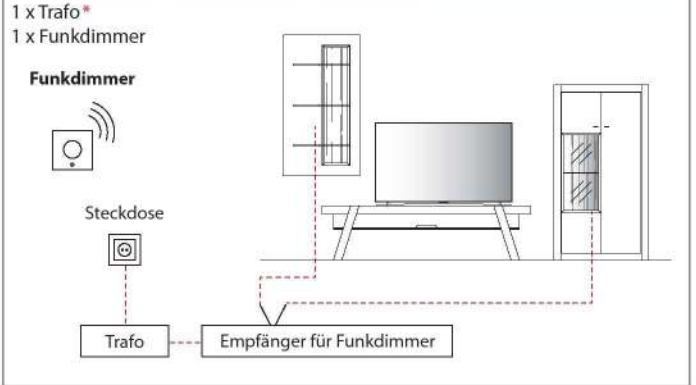 1 x Trafo*
1 x Funkdimmer
Funkdimmer
Steckdose
Trafo
Empfänger für Funkdimmer